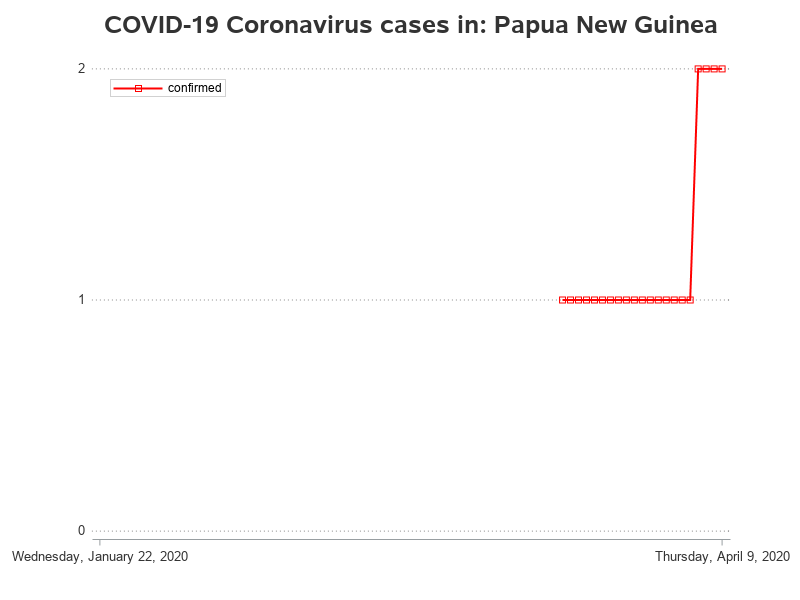 COVID-19 Coronavirus cases in: Papua New Guinea
2
confirmed
1
0
Wednesday, January 22, 2020
Thursday, April 9, 2020